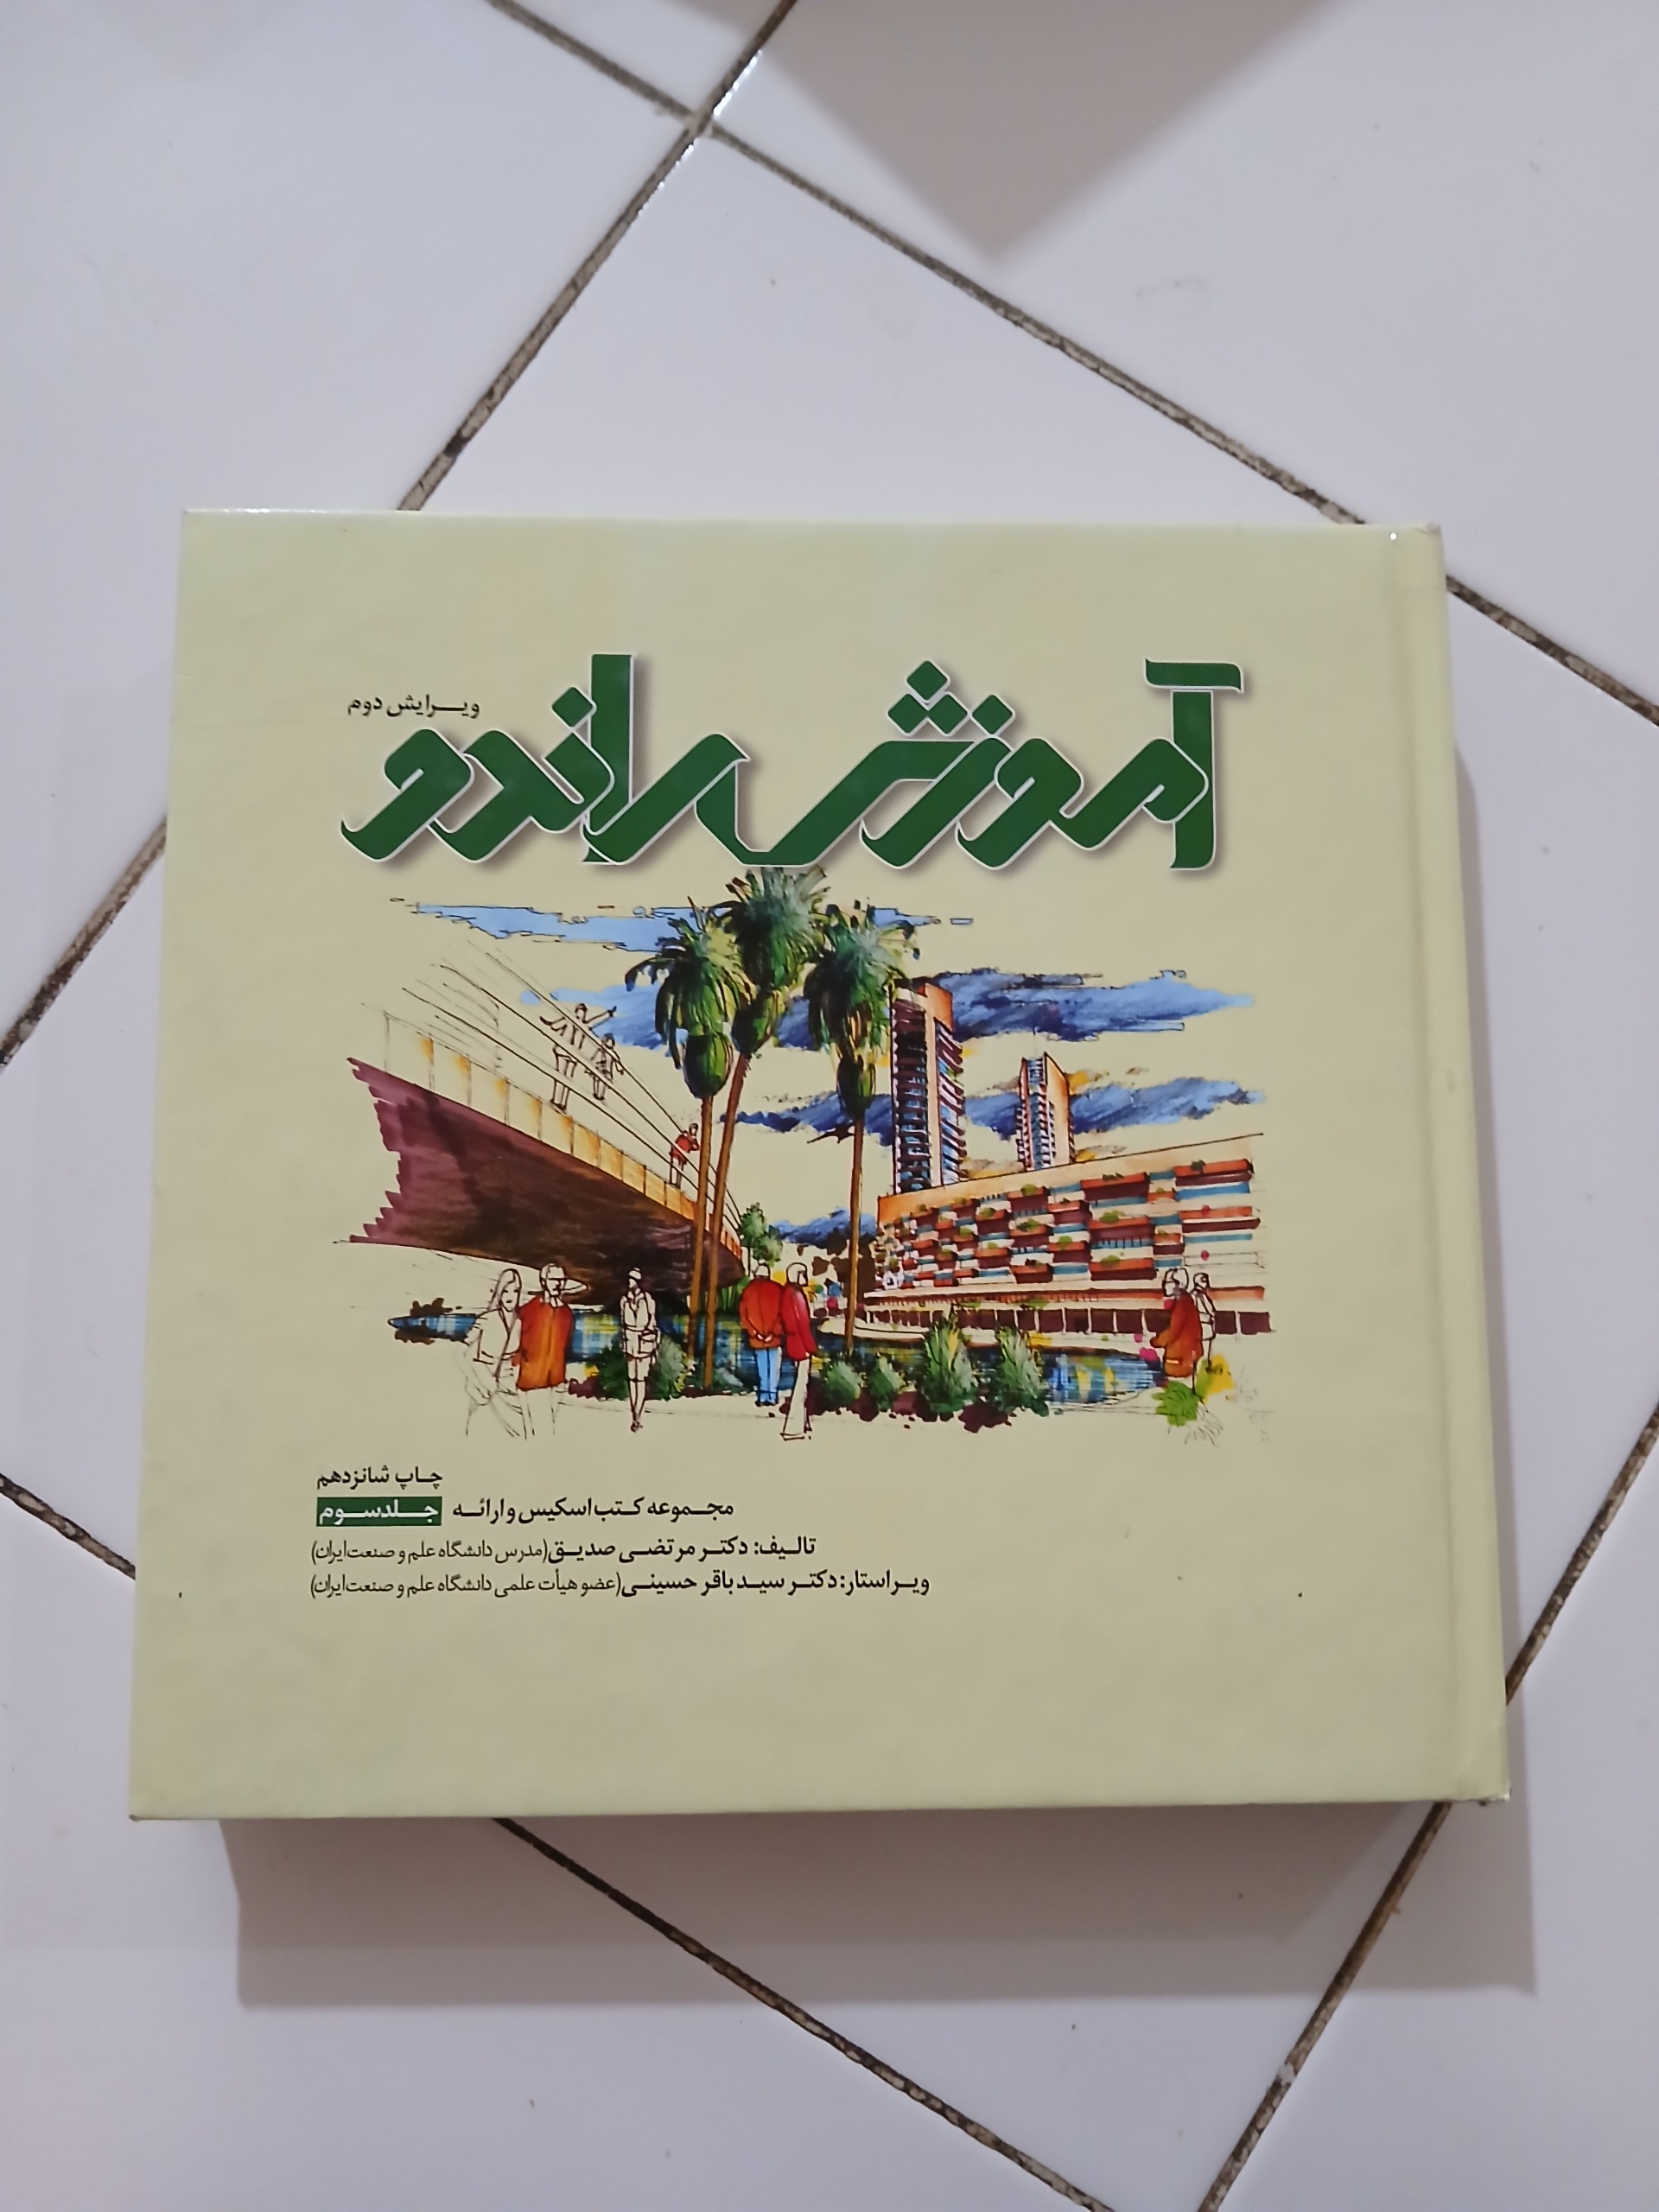 آموزش راندو
ویرایش دوم
چاپ شانزدهم
مجموعه کتب اسکیس و ارائه جلد سوم
تالیف: دکتر مرتضی صدیق (مدرس دانشگاه علم و صنعت ایران)
ویراستار: دکتر سید باقر حسینی (عضو هیأت علمی دانشگاه علم و صنعت ایران)